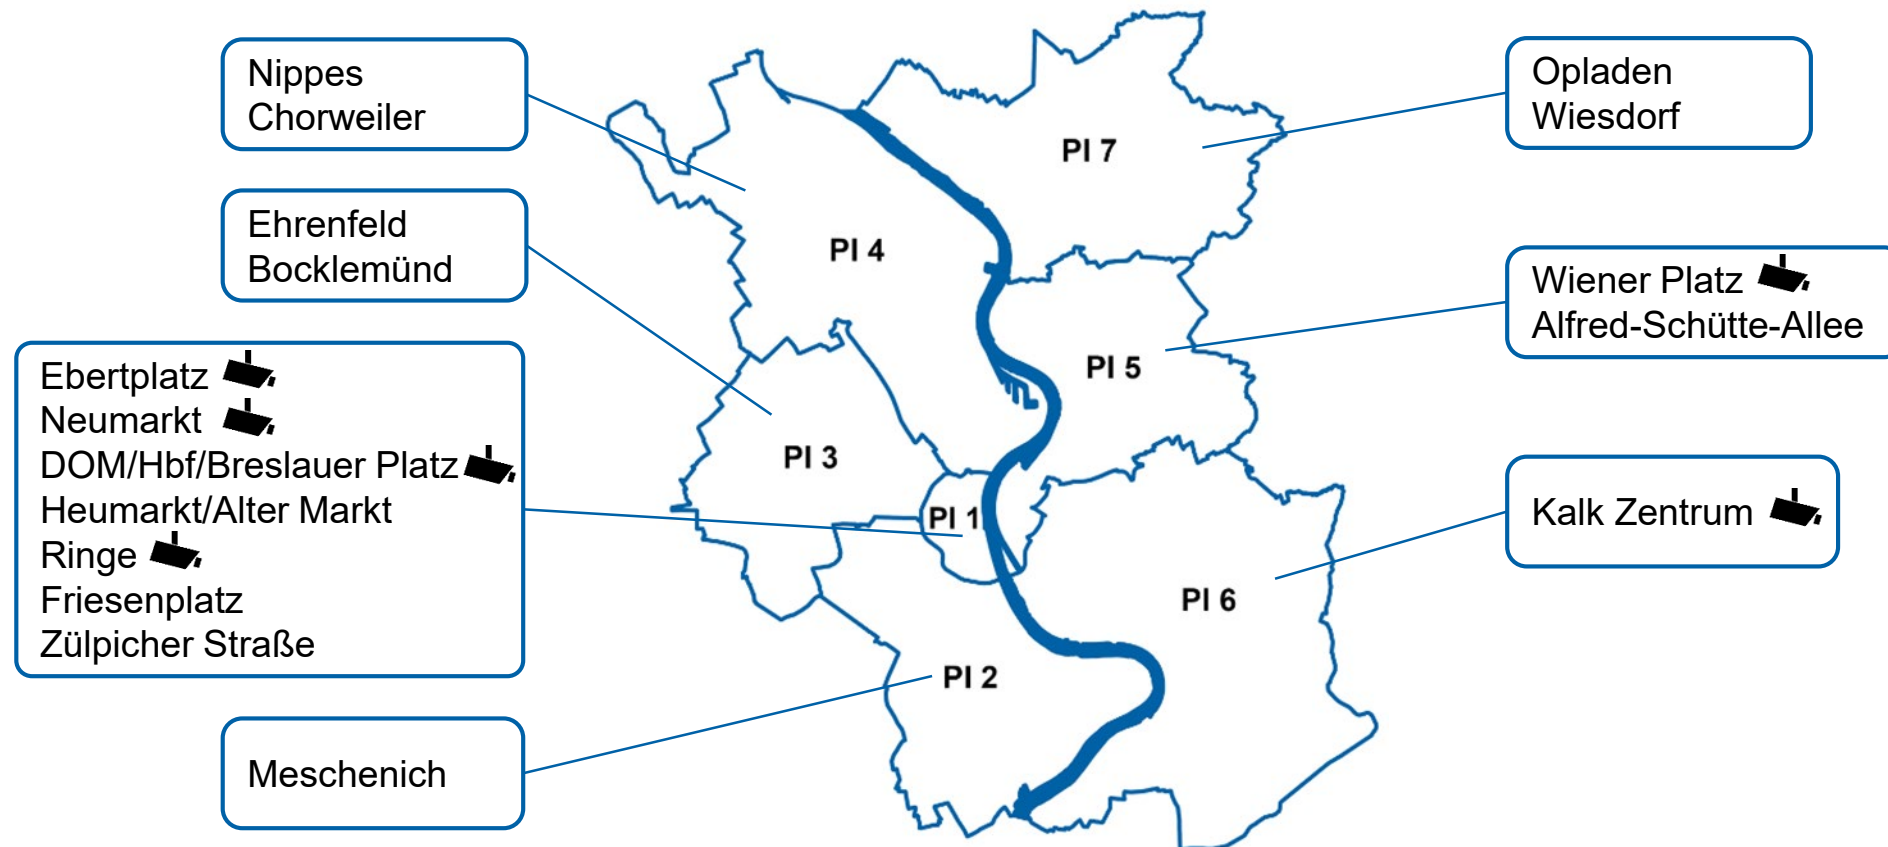 Nippes
Chorweiler
Ehrenfeld
Bocklemünd
Ebertplatz
Neumarkt
DOM/Hbf/Breslauer Platz
Heumarkt/Alter Markt
Ringe
Friesenplatz
Zülpicher Straße
Meschenich
PI 7
PI 4
PI 5
PI 3
PI 1
PI 6
PI 2
Opladen
Wiesdorf
Wiener Platz
Alfred-Schütte-Allee
Kalk Zentrum